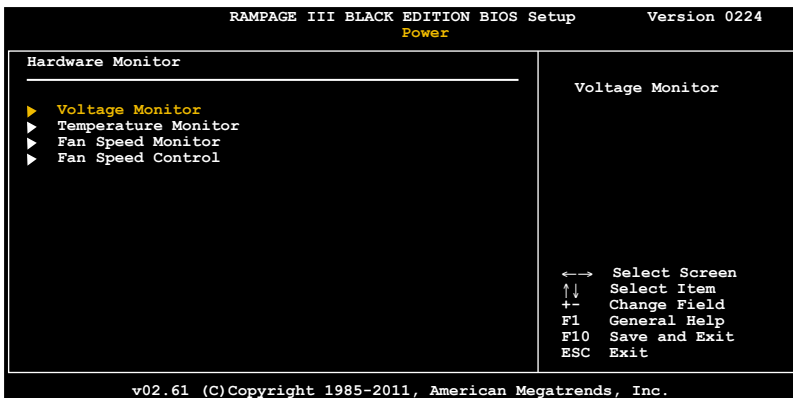 RAMPAGE III BLACK EDITION BIOS Setup Version 0224
Power
Hardware Monitor
Voltage Monitor
Temperature Monitor
Fan Speed Monitor
Fan Speed Control
Voltage Monitor
←→ Select Screen
↑↓ Select Item
+- Change Field
F1 General Help
F10 Save and Exit
ESC Exit
v02.61 (C)Copyright 1985-2011, American Megatrends, Inc.